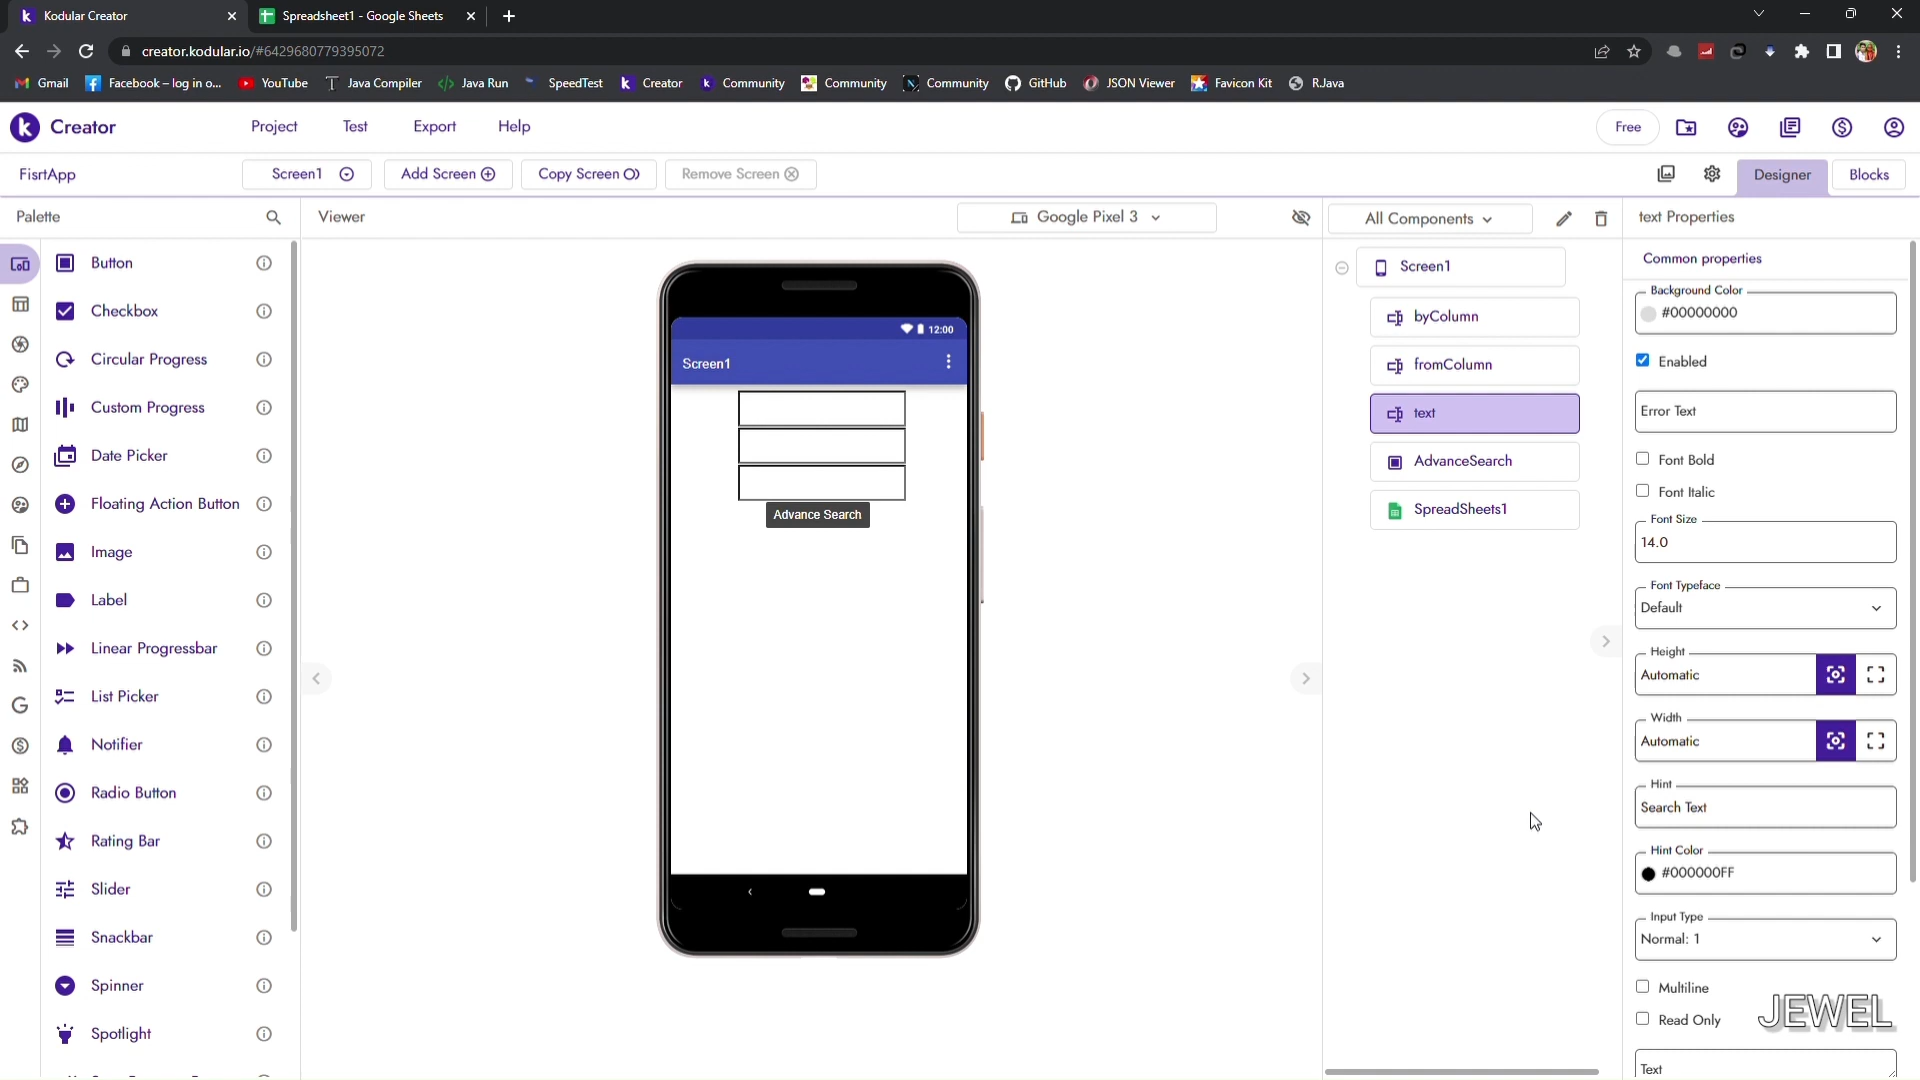 Kodular Creator
Spreadsheet1 - Google Sheets
creator.kodular.io/#6429680779395072
Gmail
Facebook – log in o...
YouTube
Java Compiler
Java Run
SpeedTest
Creator
Community
Community
Community
GitHub
JSON Viewer
Favicon Kit
R.Java
Creator
Project
Test
Export
Help
Free
FisrtApp
Screen1
Add Screen
Copy Screen
Remove Screen
Designer
Blocks
Palette
Viewer
Google Pixel 3
All Components
text Properties
Button
Checkbox
Circular Progress
Custom Progress
Date Picker
Floating Action Button
Image
Label
Linear Progressbar
List Picker
Notifier
Radio Button
Rating Bar
Slider
Snackbar
Spinner
Spotlight
12:00
Screen1
Advance Search
Screen1
byColumn
fromColumn
text
AdvanceSearch
SpreadSheets1
Common properties
Background Color
#00000000
Enabled
Error Text
Font Bold
Font Italic
Font Size
14.0
Font Typeface
Default
Height
Automatic
Width
Automatic
Hint
Search Text
Hint Color
#000000FF
Input Type
Normal: 1
Multiline
Read Only
Text
JEWEL